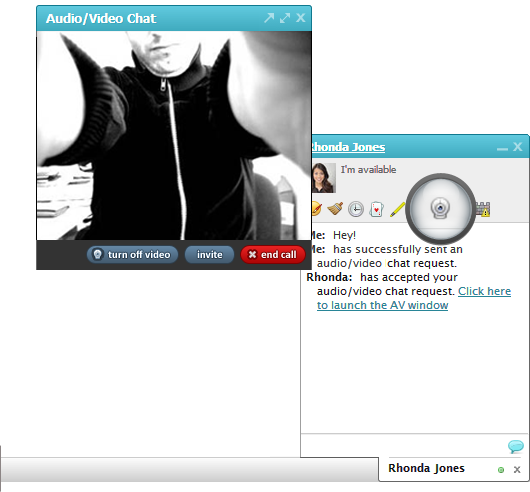 Audio/Video Chat
turn off video
invite
end call
Rhonda Jones
I'm available
Me: Hey!
Me: has successfully sent an
audio/video chat request.
Rhonda: has accepted your
audio/video chat request. Click here
to launch the AV window
Rhonda Jones